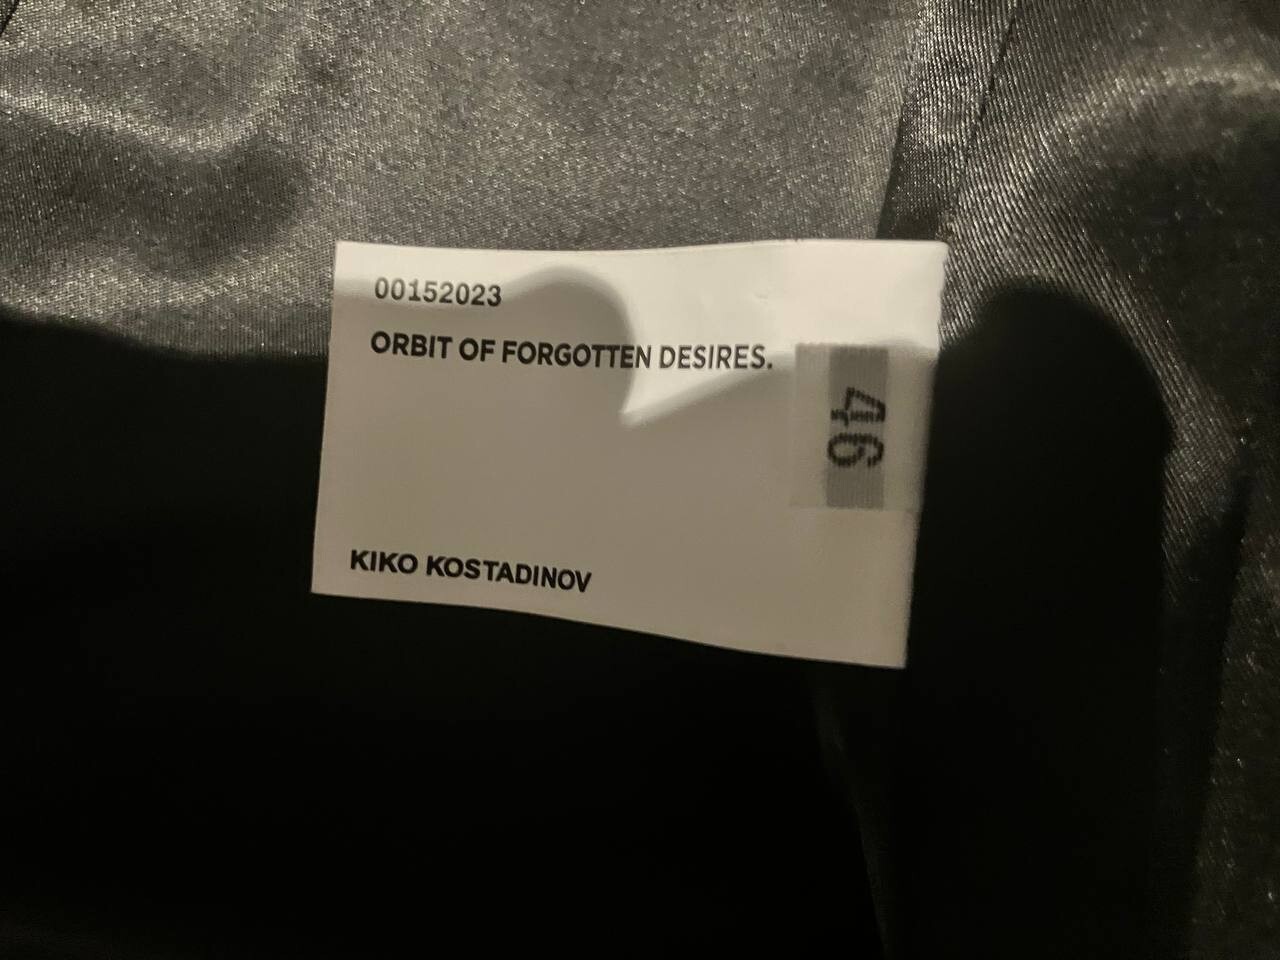 00152023
ORBIT OF FORGOTTEN DESIRES.
46
KIKO KOSTADINOV